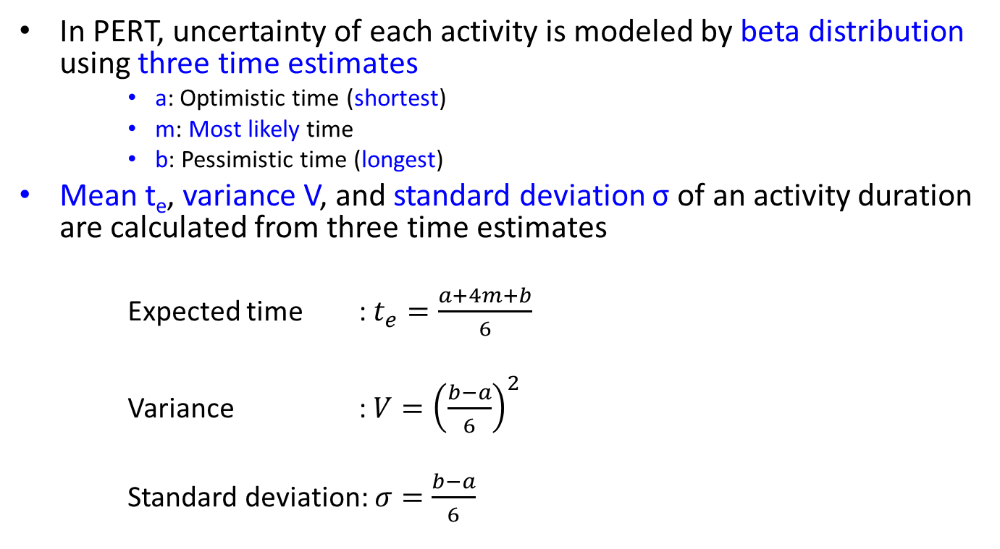 • In PERT, uncertainty of each activity is modeled by beta distribution
using three time estimates
• a: Optimistic time (shortest)
• m: Most likely time
• b: Pessimistic time (longest)
• Mean tₑ, variance V, and standard deviation σ of an activity duration
are calculated from three time estimates
Expected time : $t_e = \frac{a+4m+b}{6}$
Variance : $V = \left(\frac{b-a}{6}\right)^2$
Standard deviation: $\sigma = \frac{b-a}{6}$